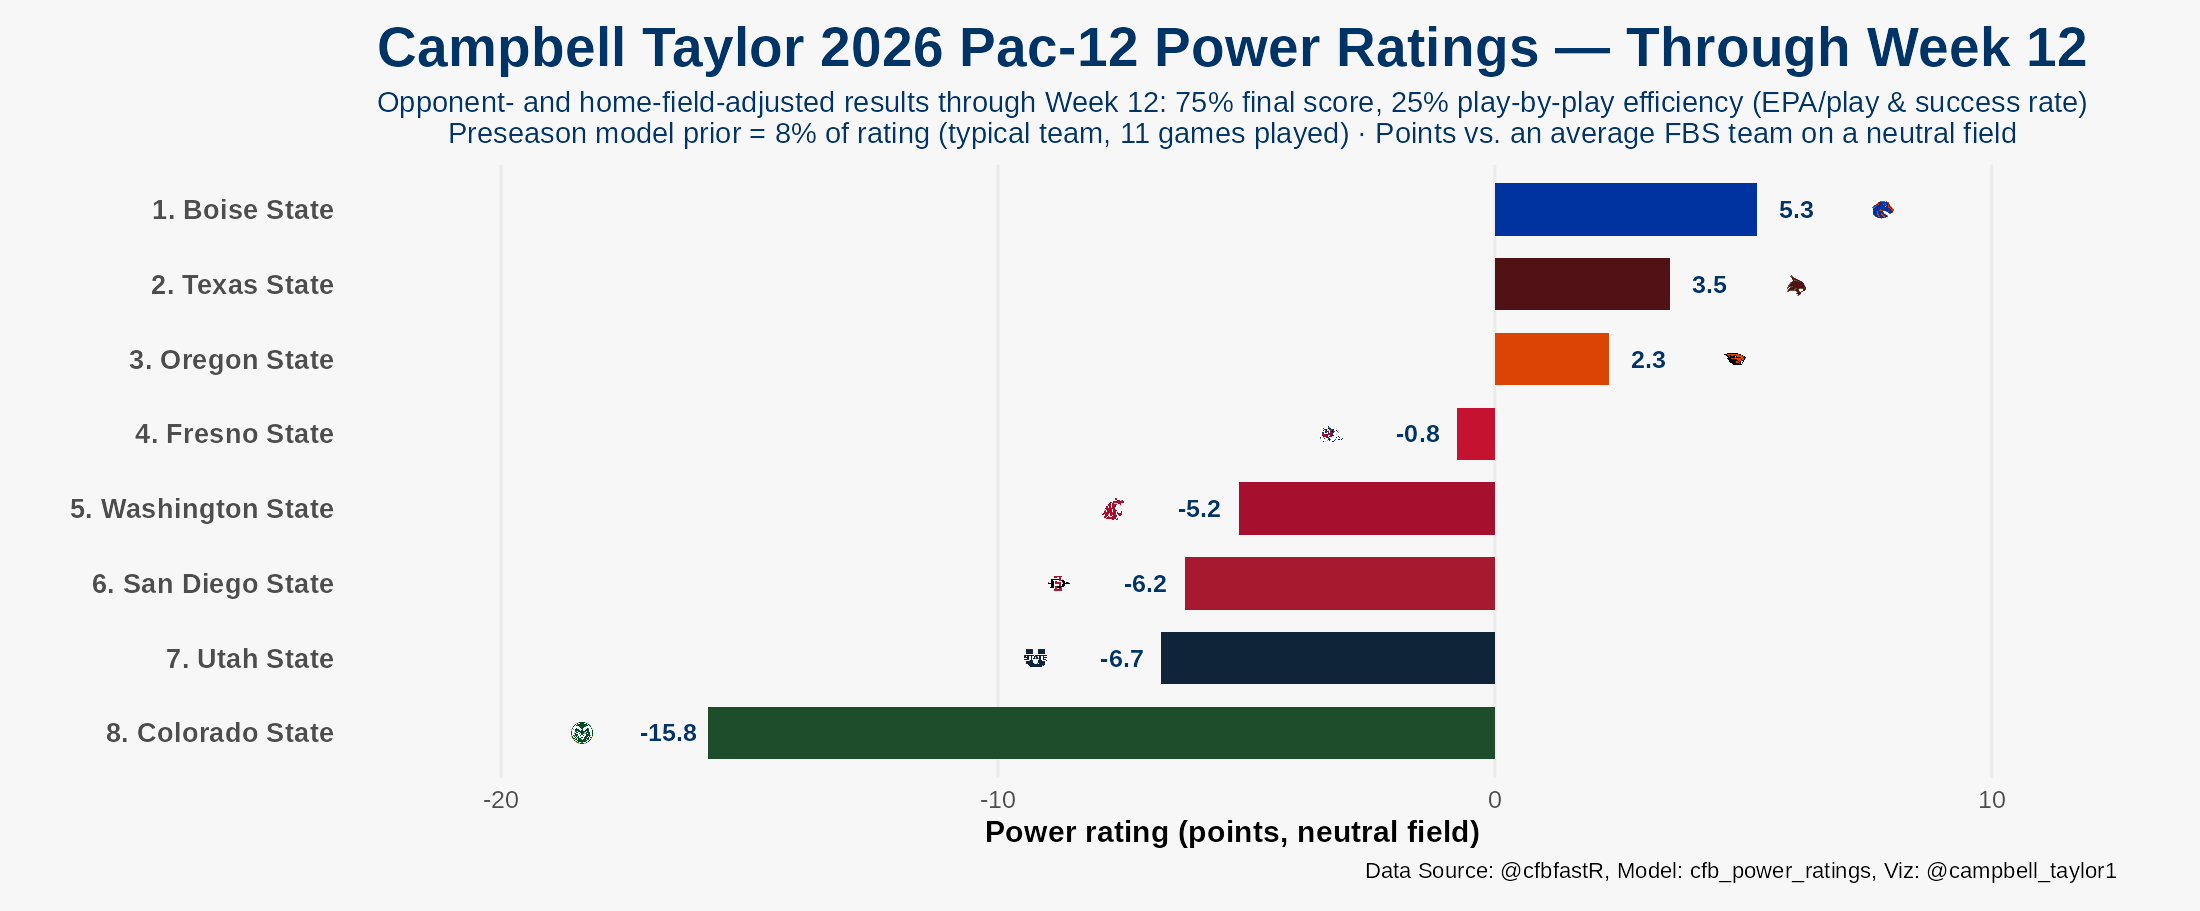 Campbell Taylor 2026 Pac-12 Power Ratings — Through Week 12
Opponent- and home-field-adjusted results through Week 12: 75% final score, 25% play-by-play efficiency (EPA/play & success rate)
Preseason model prior = 8% of rating (typical team, 11 games played) · Points vs. an average FBS team on a neutral field
1. Boise State 5.3
2. Texas State 3.5
3. Oregon State 2.3
4. Fresno State -0.8
5. Washington State -5.2
6. San Diego State -6.2
7. Utah State -6.7
8. Colorado State -15.8
-20 -10 0 10
Power rating (points, neutral field)
Data Source: @cfbfastR, Model: cfb_power_ratings, Viz: @campbell_taylor1